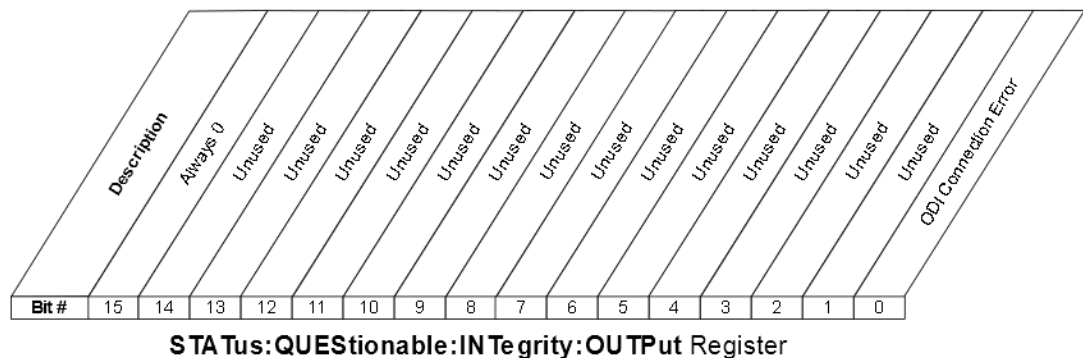 Description
Always 0
Unused
Unused
Unused
Unused
Unused
Unused
Unused
Unused
Unused
Unused
Unused
Unused
Unused
Unused
ODI Connection Error
Bit # 15 14 13 12 11 10 9 8 7 6 5 4 3 2 1 0
STATus:QUEStionable:INTegrity:OUTPut Register